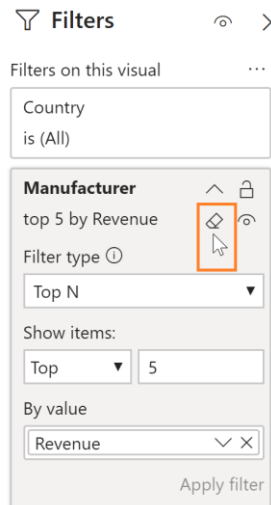 Filters
Filters on this visual
Country
is (All)
Manufacturer
top 5 by Revenue
Filter type
Top N
Show items:
Top 5
By value
Revenue
Apply filter